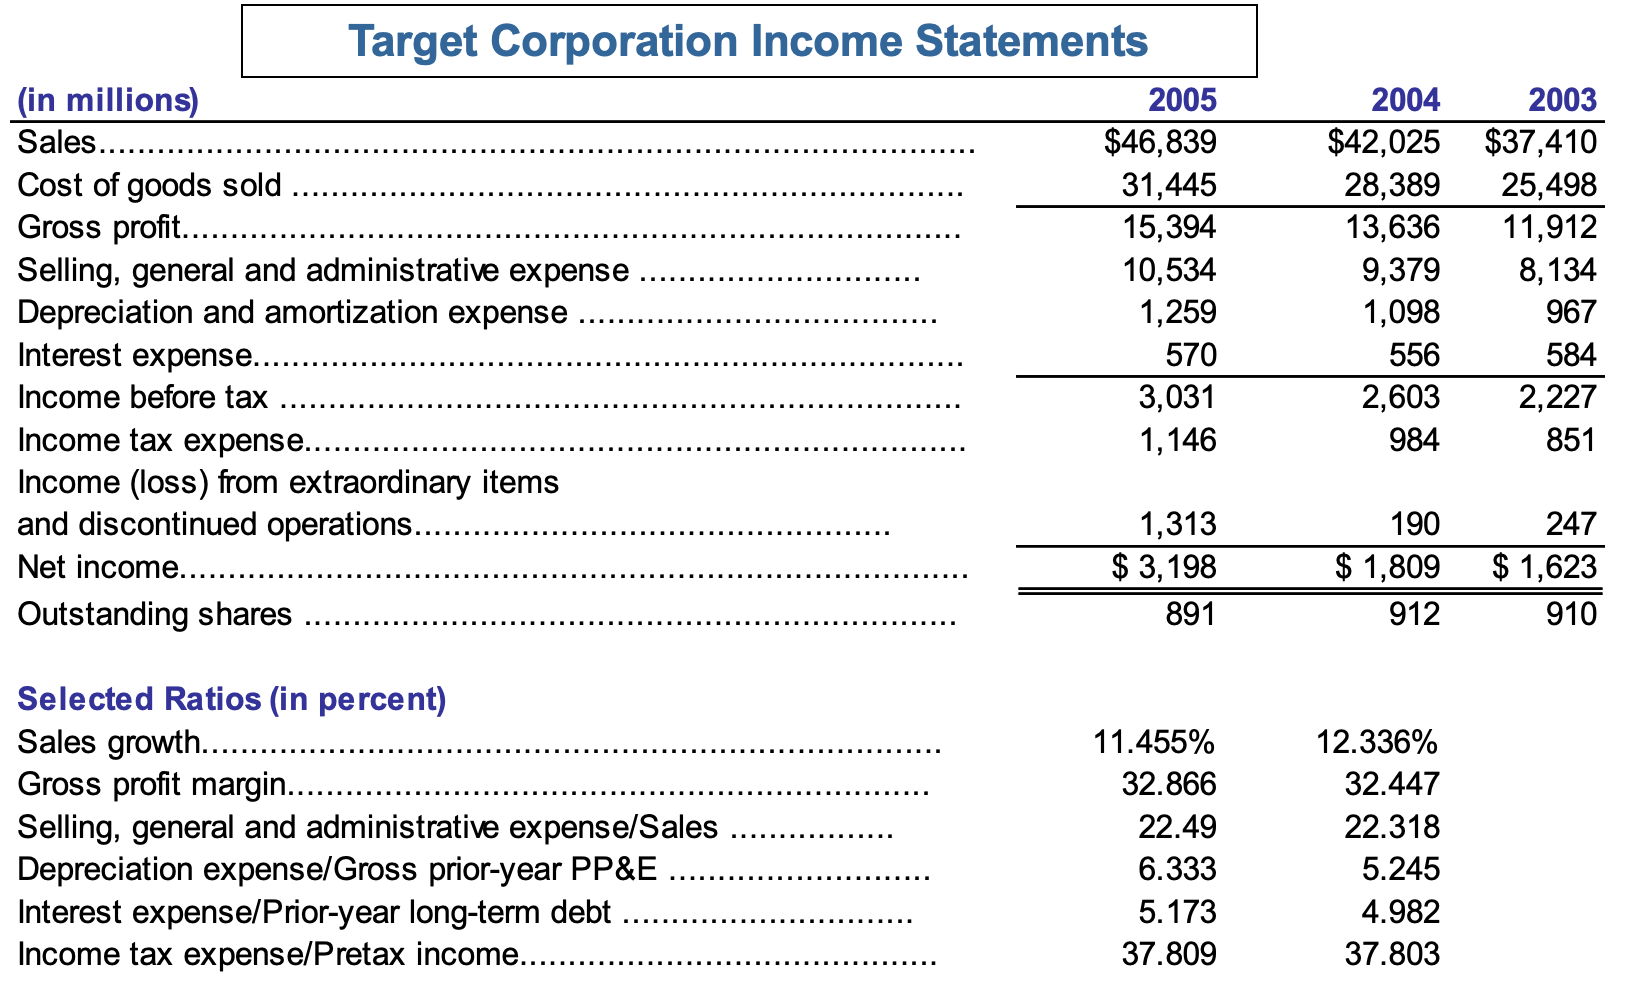 Target Corporation Income Statements
(in millions) 2005 2004 2003
Sales.......................................................................................... $46,839 $42,025 $37,410
Cost of goods sold ..................................................................... 31,445 28,389 25,498
Gross profit................................................................................ 15,394 13,636 11,912
Selling, general and administrative expense ............................. 10,534 9,379 8,134
Depreciation and amortization expense ..................................... 1,259 1,098 967
Interest expense......................................................................... 570 556 584
Income before tax ...................................................................... 3,031 2,603 2,227
Income tax expense.................................................................... 1,146 984 851
Income (loss) from extraordinary items
and discontinued operations................................................. 1,313 190 247
Net income................................................................................. $ 3,198 $ 1,809 $ 1,623
Outstanding shares ................................................................... 891 912 910
Selected Ratios (in percent)
Sales growth............................................................................ 11.455% 12.336%
Gross profit margin.................................................................. 32.866 32.447
Selling, general and administrative expense/Sales ................. 22.49 22.318
Depreciation expense/Gross prior-year PP&E ........................... 6.333 5.245
Interest expense/Prior-year long-term debt .............................. 5.173 4.982
Income tax expense/Pretax income........................................... 37.809 37.803